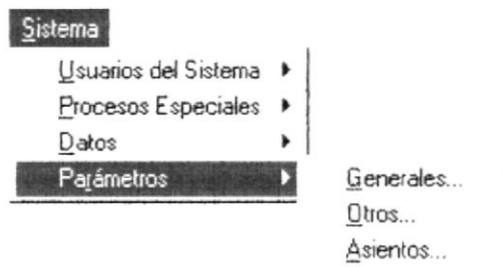 Sistema
Usuarios del Sistema
Procesos Especiales
Datos
Parámetros
Generales...
Otros...
Asientos...